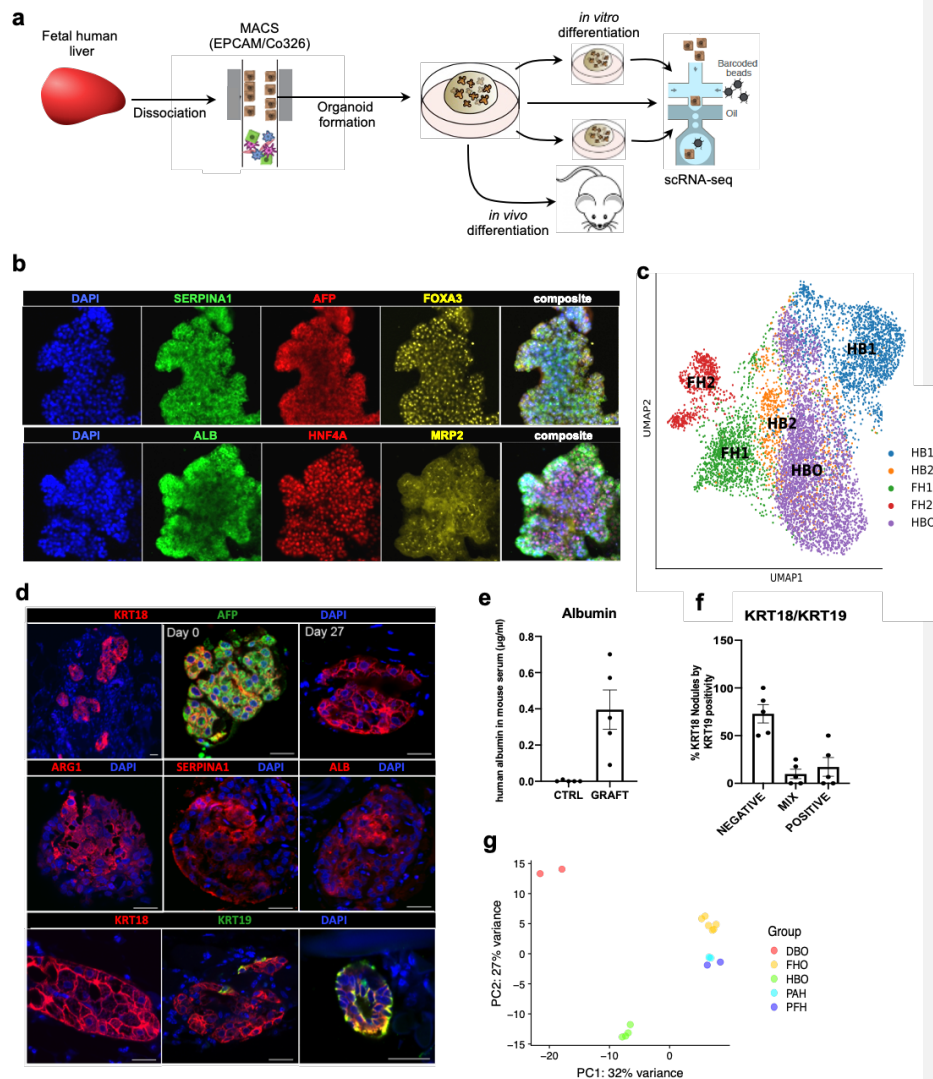 a
Fetal human
liver
Dissociation
MACS
(EPCAM/Co326)
Organoid
formation
in vitro
differentiation
in vivo
differentiation
Barcoded
beads
Oil
scRNA-seq
b
DAPI SERPINA1 AFP FOXA3 composite
DAPI ALB HNF4A MRP2 composite
c
UMAP2
HB1
FH2
HB2
FH1
HBO
HB1
HB2
FH1
FH2
HBO
UMAP1
d
KRT18 AFP DAPI
Day 0 Day 27
ARG1 DAPI SERPINA1 DAPI ALB DAPI
KRT18 KRT19 DAPI
e
Albumin
human albumin in mouse serum (µg/ml)
0.8
0.6
0.4
0.2
0.0
CTRL GRAFT
f
KRT18/KRT19
% KRT18 Nodules by
KRT19 positivity
150
100
50
0
NEGATIVE
MIX
POSITIVE
g
PC2: 27% variance
15
10
5
0
−5
−10
−15
−20 −10 0
PC1: 32% variance
Group
DBO
FHO
HBO
PAH
PFH